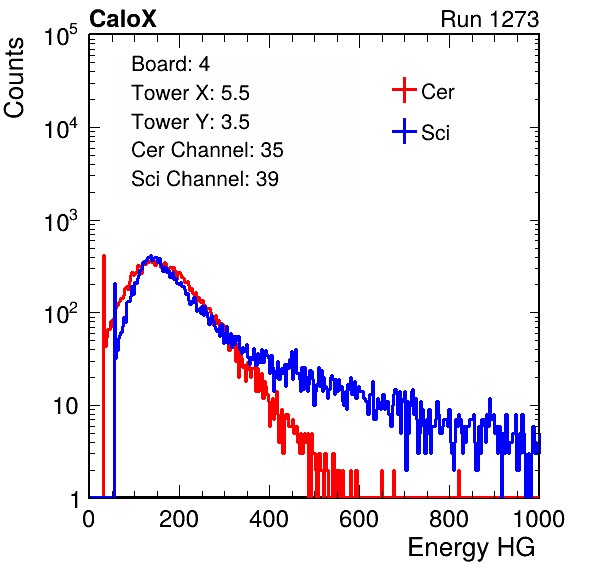 CaloX Run 1273
Board: 4
Tower X: 5.5
Tower Y: 3.5
Cer Channel: 35
Sci Channel: 39
Cer
Sci
Counts
10^5
10^4
10^3
10^2
10
1
0 200 400 600 800 1000
Energy HG